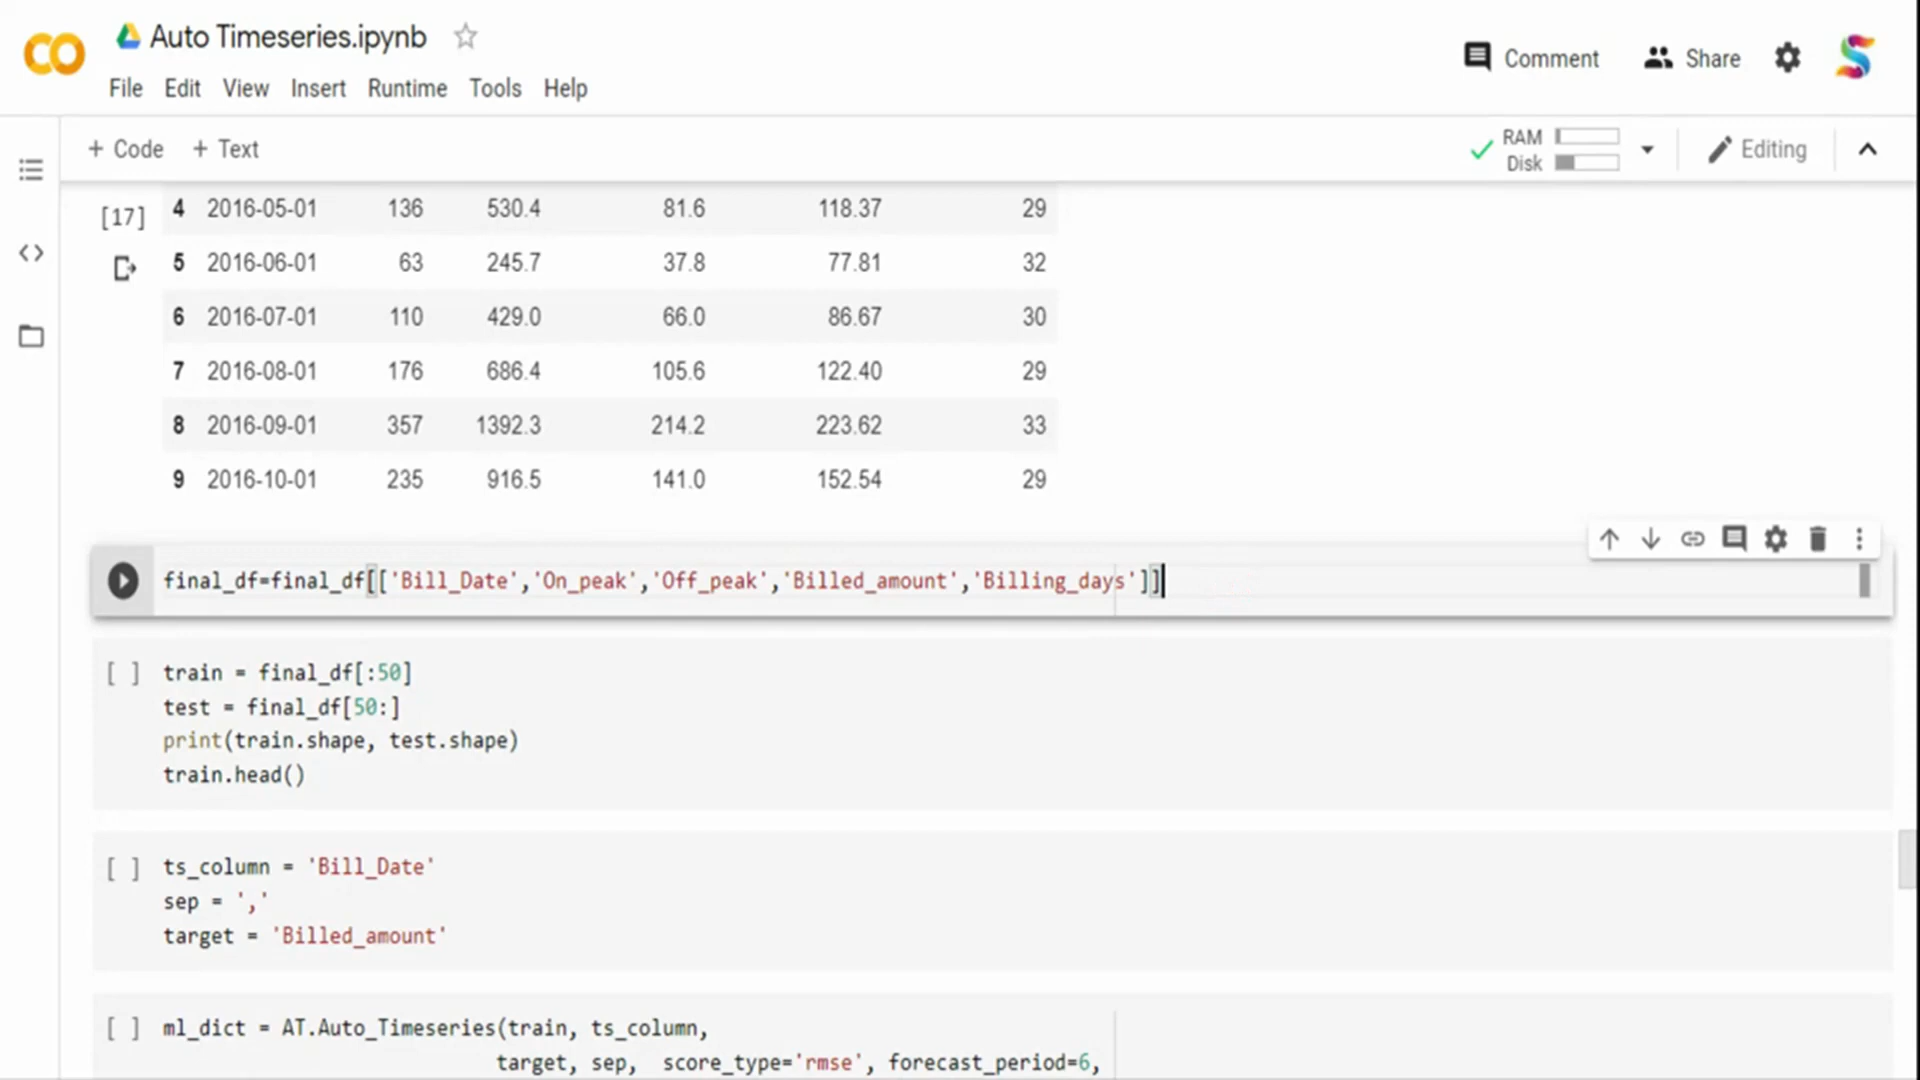 Auto Timeseries.ipynb
Comment
Share
File Edit View Insert Runtime Tools Help
+ Code + Text
RAM
Disk
Editing
[17]
4 2016-05-01 136 530.4 81.6 118.37 29
5 2016-06-01 63 245.7 37.8 77.81 32
6 2016-07-01 110 429.0 66.0 86.67 30
7 2016-08-01 176 686.4 105.6 122.40 29
8 2016-09-01 357 1392.3 214.2 223.62 33
9 2016-10-01 235 916.5 141.0 152.54 29
final_df=final_df[['Bill_Date','On_peak','Off_peak','Billed_amount','Billing_days']]
[ ] train = final_df[:50]
test = final_df[50:]
print(train.shape, test.shape)
train.head()
[ ] ts_column = 'Bill_Date'
sep = ','
target = 'Billed_amount'
[ ] ml_dict = AT.Auto_Timeseries(train, ts_column,
target, sep, score_type='rmse', forecast_period=6,